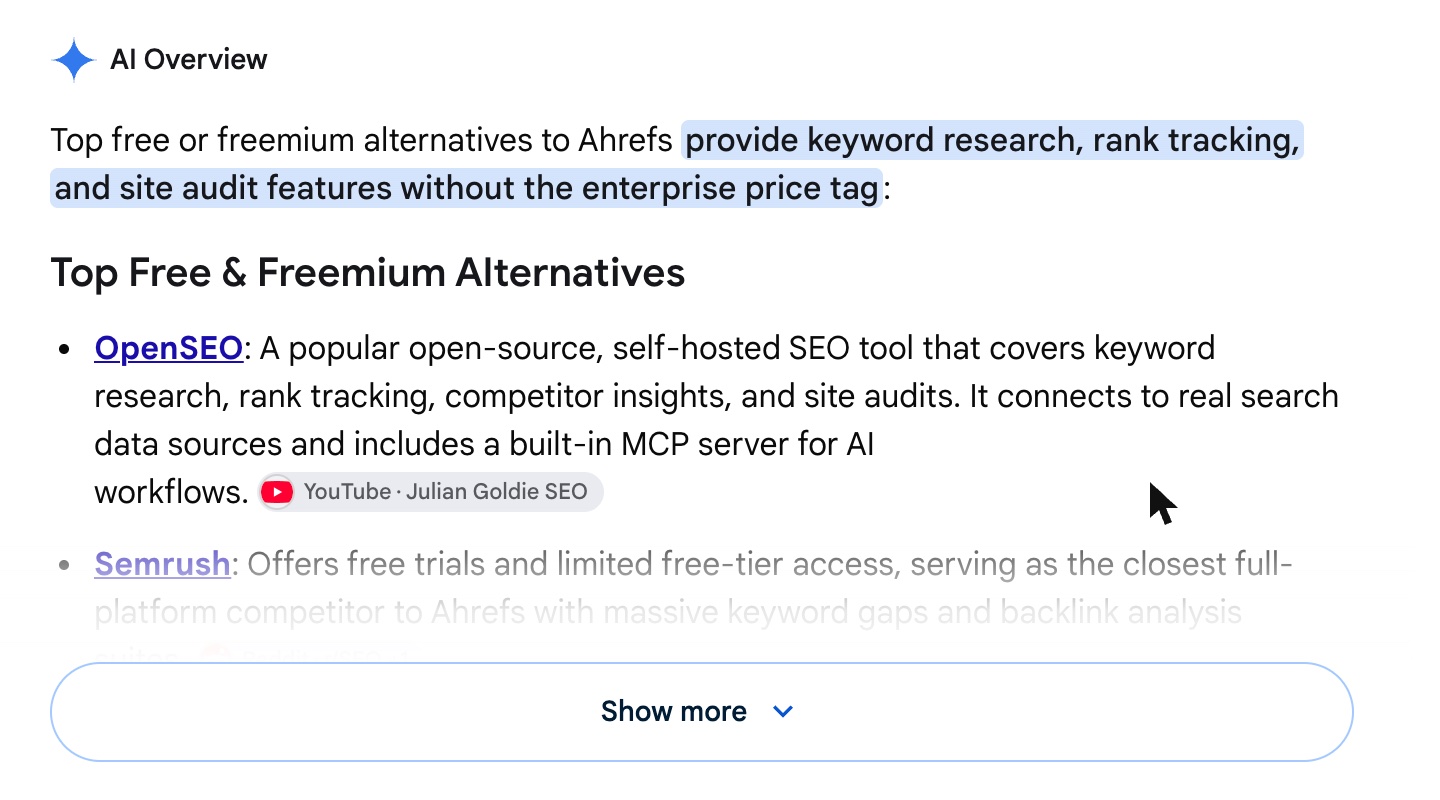 AI Overview
Top free or freemium alternatives to Ahrefs provide keyword research, rank tracking,
and site audit features without the enterprise price tag:
Top Free & Freemium Alternatives
• OpenSEO: A popular open-source, self-hosted SEO tool that covers keyword
research, rank tracking, competitor insights, and site audits. It connects to real search
data sources and includes a built-in MCP server for AI
workflows. YouTube · Julian Goldie SEO
• Semrush: Offers free trials and limited free-tier access, serving as the closest full-
platform competitor to Ahrefs with massive keyword gaps and backlink analysis
Show more